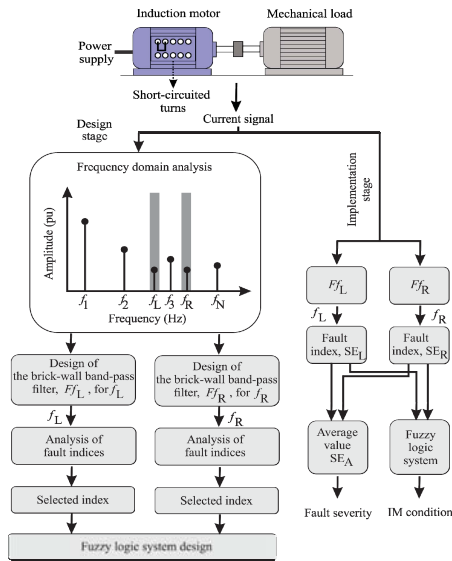 Induction motor
Mechanical load
Power
supply
Short-circuited
turns
Current signal
Design
stage
Implementation
stage
Frequency domain analysis
Amplitude (pu)
f1 f2 fL f3 fR fN
Frequency (Hz)
Design of
the brick-wall band-pass
filter, FfL , for fL
Design of
the brick-wall band-pass
filter, FfR , for fR
fL
fR
Analysis of
fault indices
Analysis of
fault indices
Selected index
Selected index
Fuzzy logic system design
FfL
FfR
fL
fR
Fault
index, SEL
Fault
index, SER
Average
value
SEA
Fuzzy
logic
system
Fault severity
IM condition